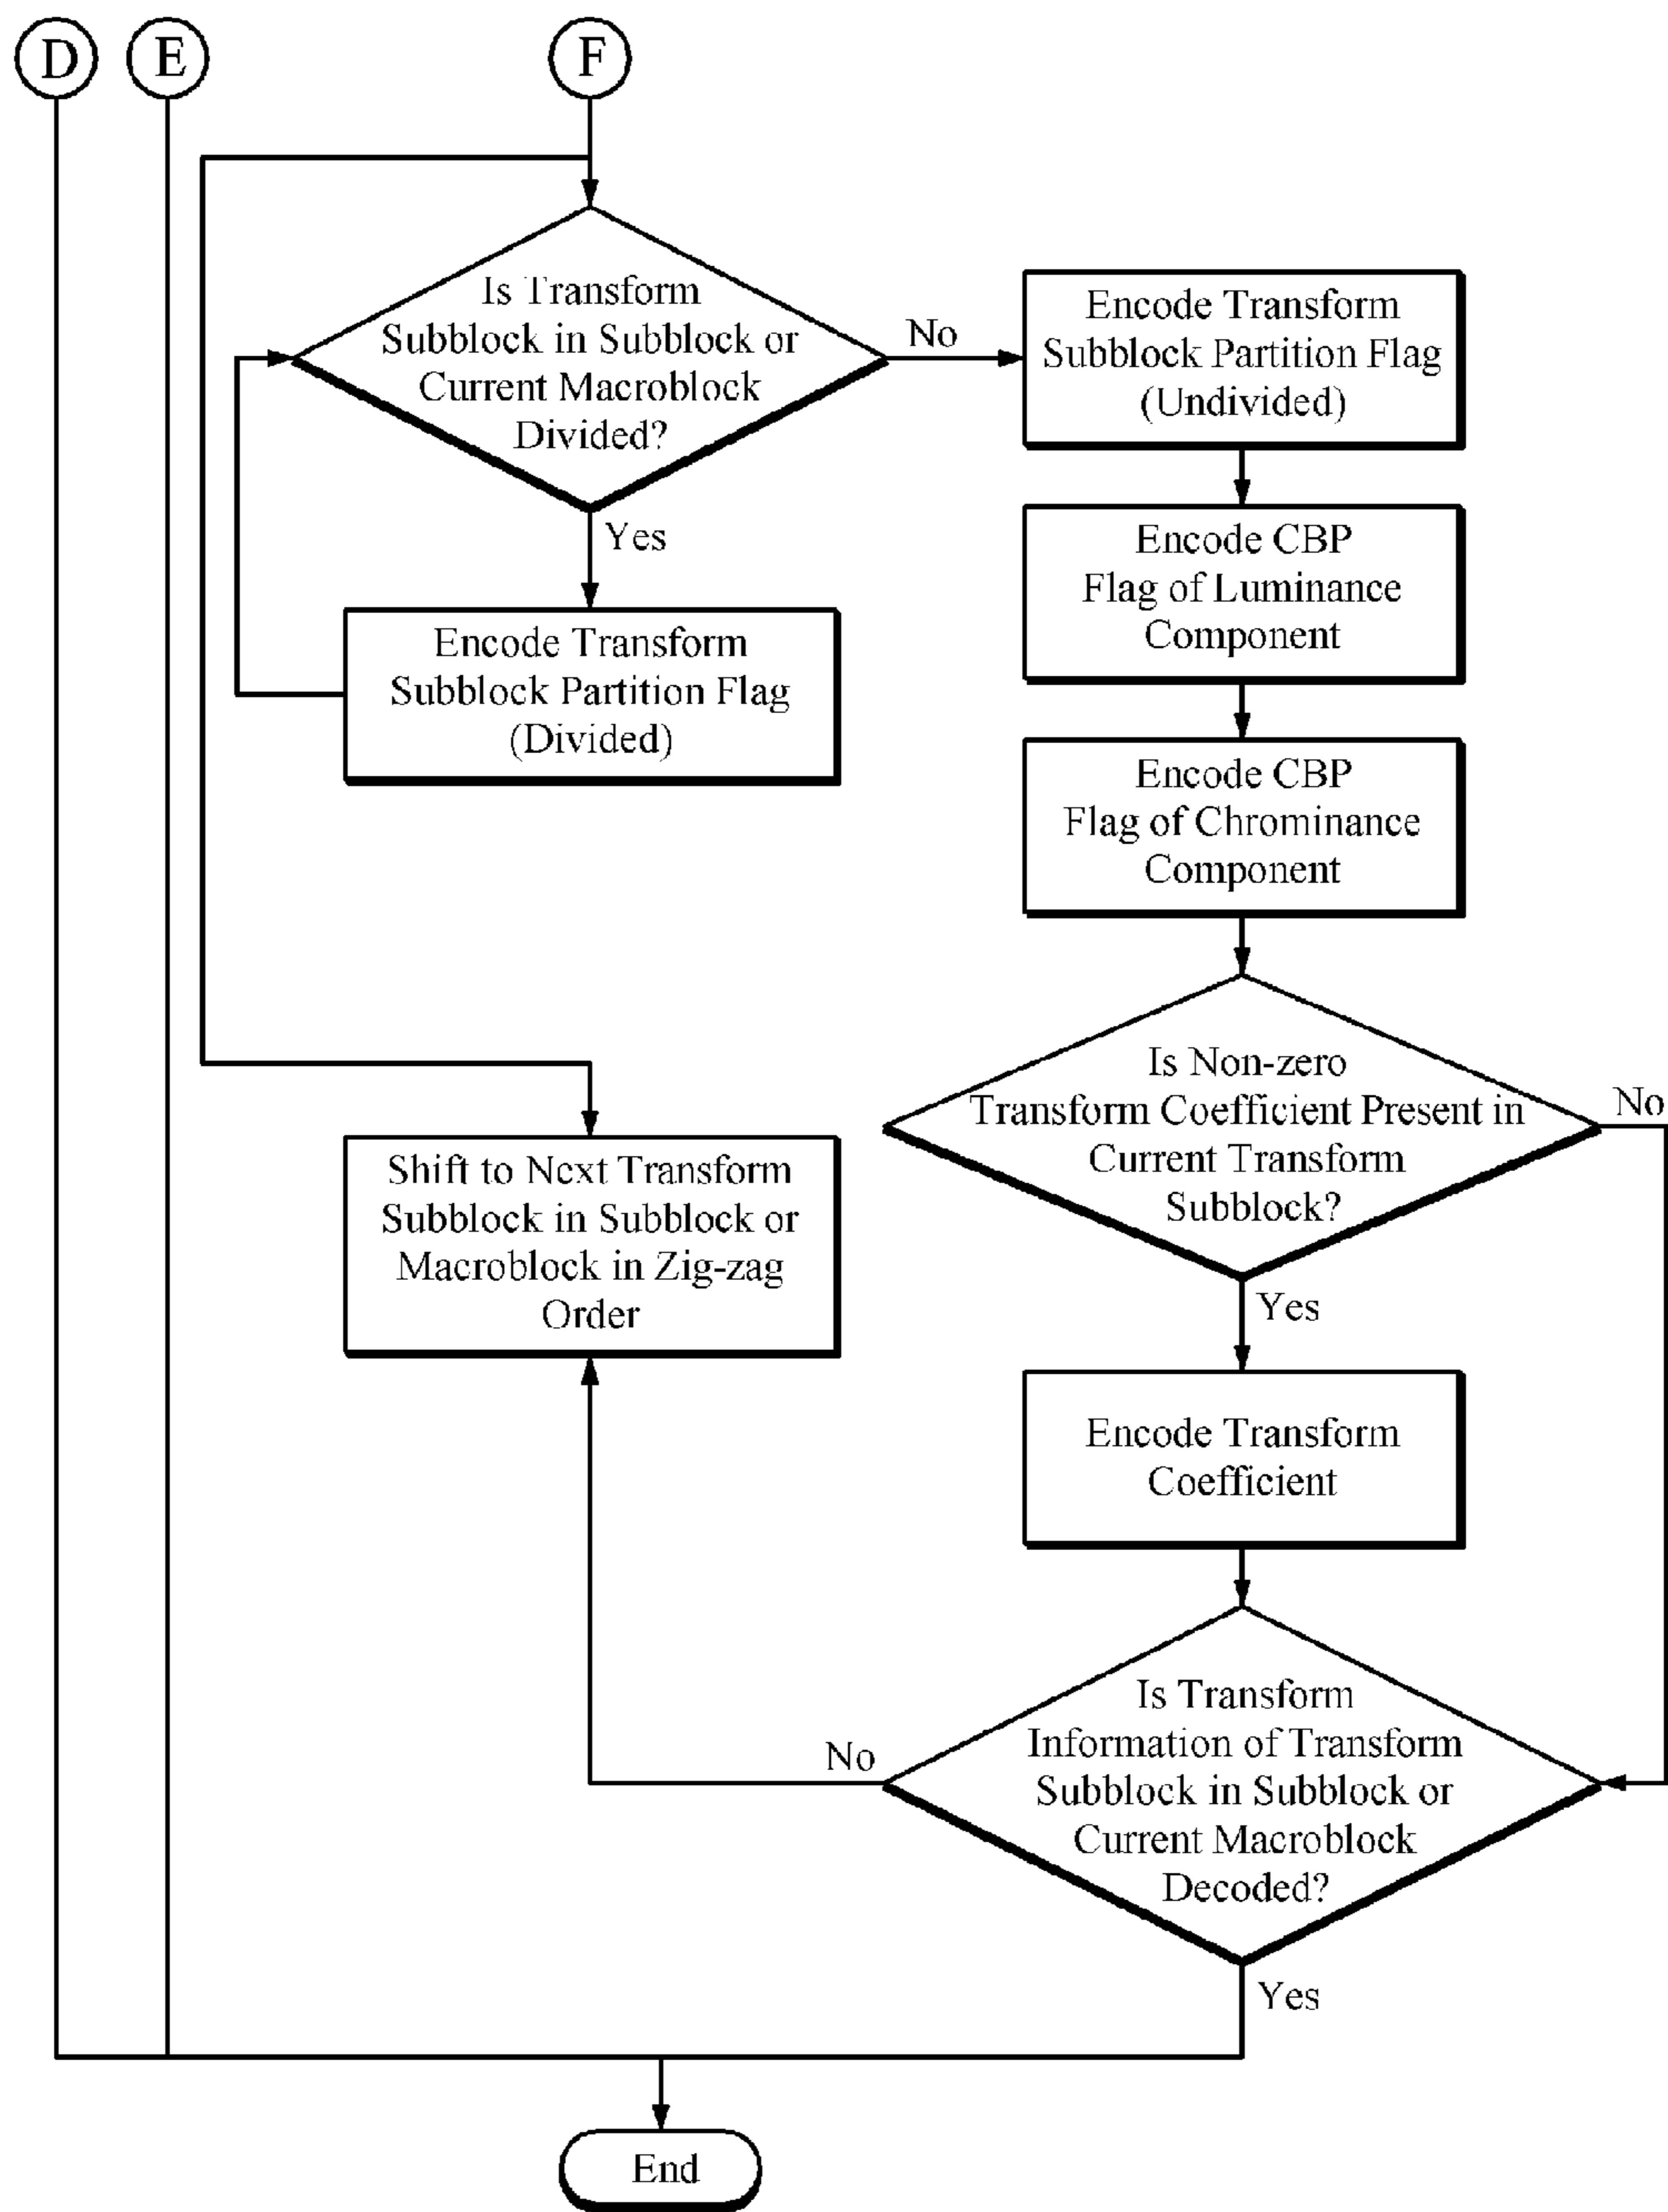 D
E
F
Is Transform
Subblock in Subblock or
Current Macroblock
Divided?
No
Yes
Encode Transform
Subblock Partition Flag
(Divided)
Encode Transform
Subblock Partition Flag
(Undivided)
Encode CBP
Flag of Luminance
Component
Encode CBP
Flag of Chrominance
Component
Is Non-zero
Transform Coefficient Present in
Current Transform
Subblock?
No
Yes
Shift to Next Transform
Subblock in Subblock or
Macroblock in Zig-zag
Order
Encode Transform
Coefficient
Is Transform
Information of Transform
Subblock in Subblock or
Current Macroblock
Decoded?
No
Yes
End